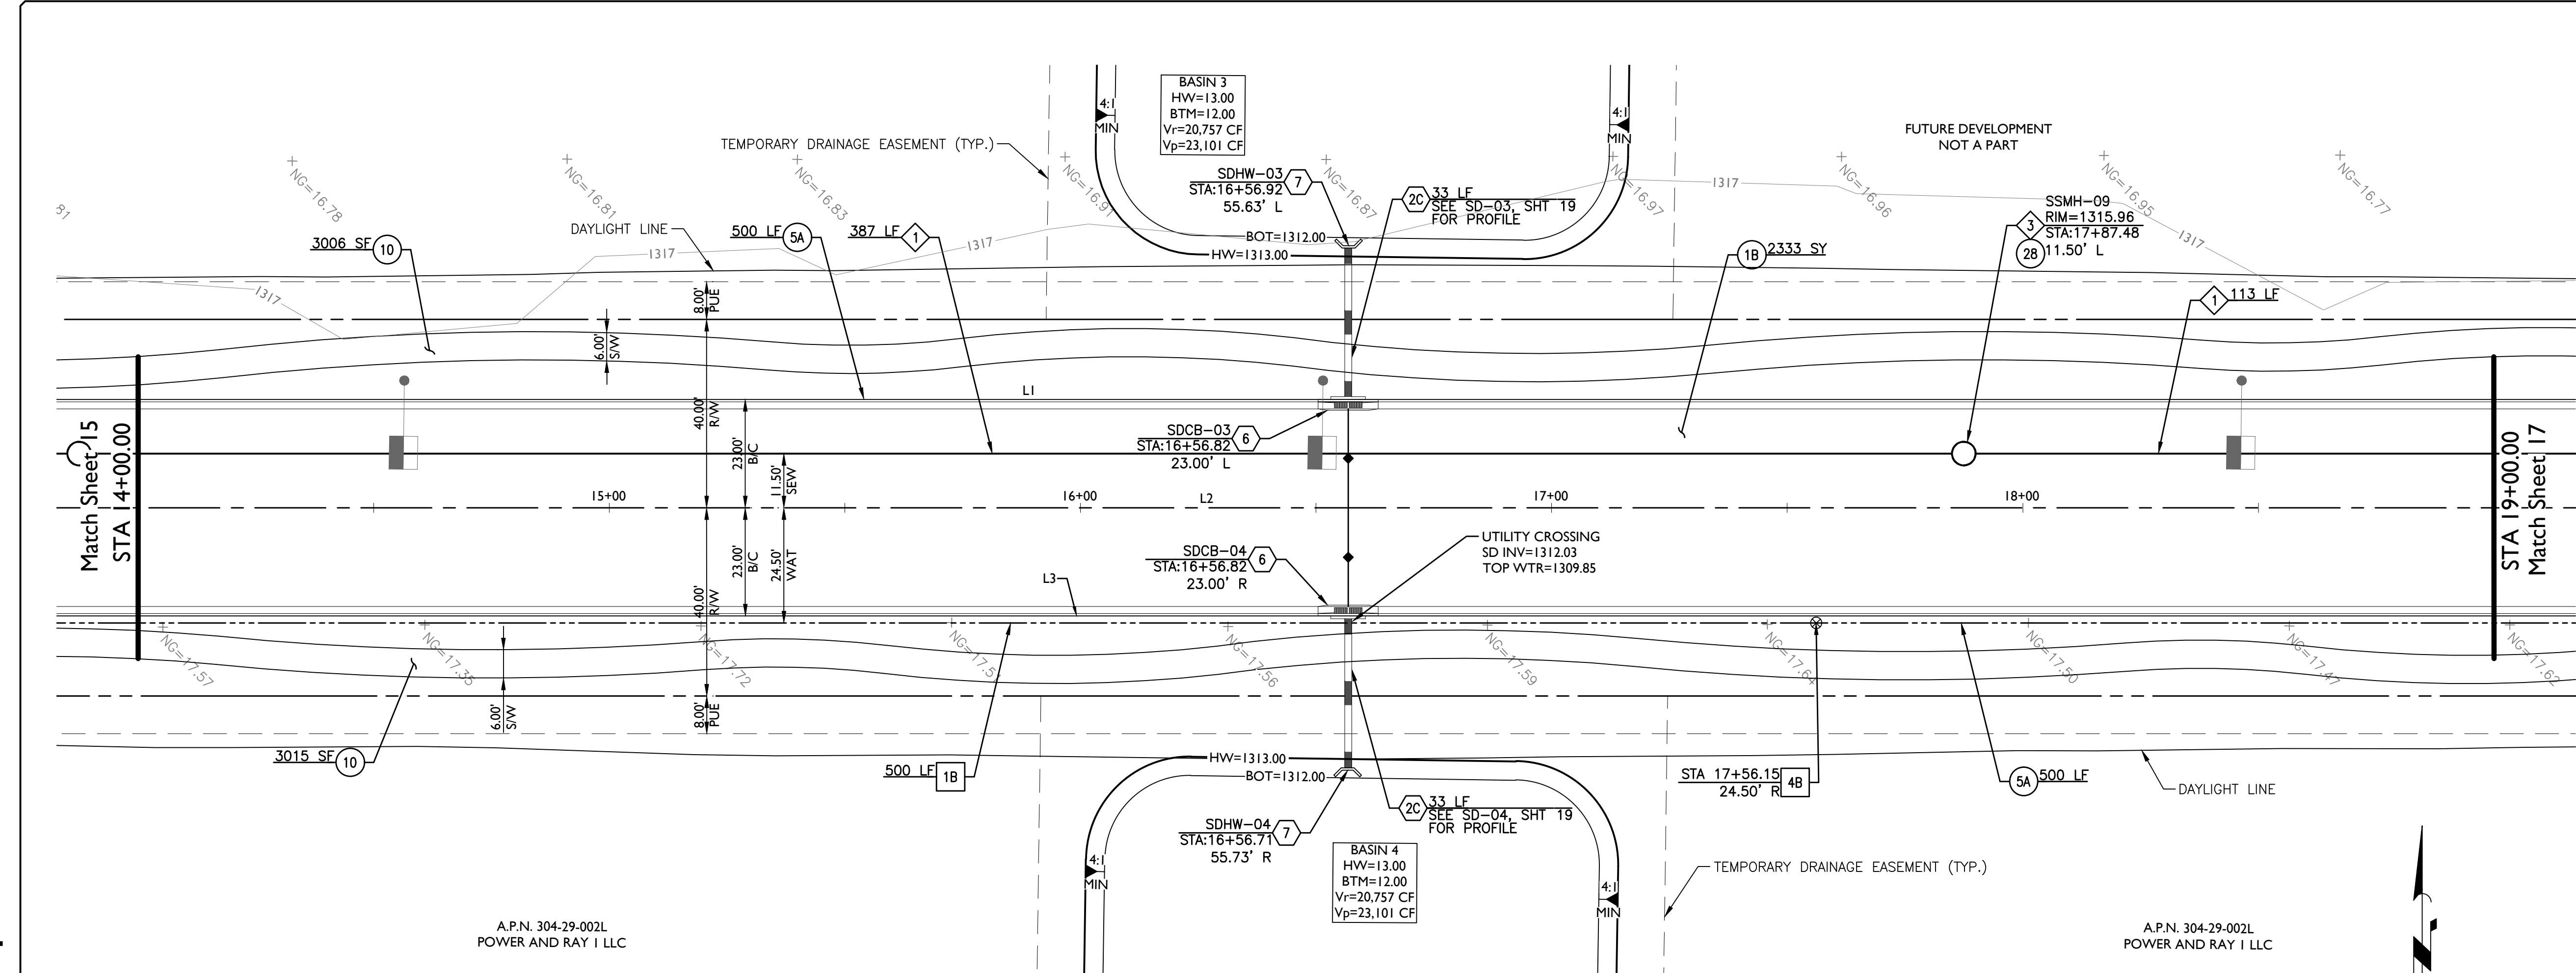 BASIN 3
HW=13.00
BTM=12.00
Vr=20,757 CF
Vp=23,101 CF
4:1
MIN
4:1
MIN
TEMPORARY DRAINAGE EASEMENT (TYP.)
FUTURE DEVELOPMENT
NOT A PART
81
NG=16.78
NG=16.81
NG=16.83
NG=16.91
NG=16.87
NG=16.97
NG=16.96
NG=16.95
NG=16.77
SDHW-03
STA:16+56.92
55.63' L
7
2C
33 LF
SEE SD-03, SHT 19
FOR PROFILE
1317
SSMH-09
RIM=1315.96
STA:17+87.48
11.50' L
3
28
1317
3006 SF 10
DAYLIGHT LINE
500 LF 5A
387 LF 1
1317
1317
BOT=1312.00
HW=1313.00
1B 2333 SY
1317
1 113 LF
8.00'
PUE
6.00'
S/W
40.00'
R/W
23.00'
B/C
11.50'
SEW
L1
SDCB-03
STA:16+56.82
23.00' L
6
Match Sheet 15
STA 14+00.00
15+00
16+00
L2
17+00
18+00
STA 19+00.00
Match Sheet 17
23.00'
B/C
24.50'
WAT
40.00'
R/W
SDCB-04
STA:16+56.82
23.00' R
6
UTILITY CROSSING
SD INV=1312.03
TOP WTR=1309.85
L3
NG=17.57
NG=17.35
NG=17.72
NG=17.56
NG=17.59
NG=17.64
NG=17.50
NG=17.47
NG=17.62
6.00'
S/W
8.00'
PUE
3015 SF 10
500 LF 1B
HW=1313.00
BOT=1312.00
STA 17+56.15
24.50' R
4B
5A 500 LF
DAYLIGHT LINE
2C
33 LF
SEE SD-04, SHT 19
FOR PROFILE
SDHW-04
STA:16+56.71
55.73' R
7
BASIN 4
HW=13.00
BTM=12.00
Vr=20,757 CF
Vp=23,101 CF
4:1
MIN
4:1
MIN
TEMPORARY DRAINAGE EASEMENT (TYP.)
A.P.N. 304-29-002L
POWER AND RAY 1 LLC
A.P.N. 304-29-002L
POWER AND RAY 1 LLC